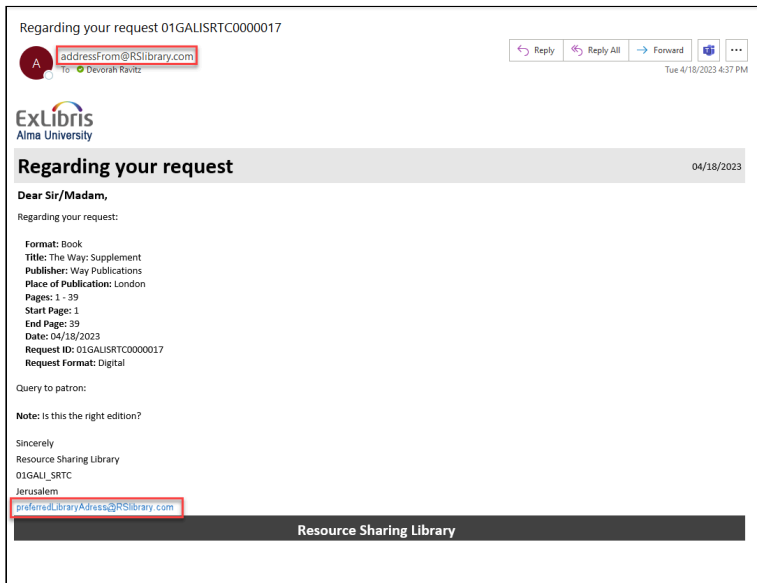 Regarding your request 01GALISRTC0000017
A
addressFrom@RSlibrary.com
To Devorah Ravitz
Reply
Reply All
Forward
Tue 4/18/2023 4:37 PM
ExLibris
Alma University
Regarding your request 04/18/2023
Dear Sir/Madam,
Regarding your request:
Format: Book
Title: The Way: Supplement
Publisher: Way Publications
Place of Publication: London
Pages: 1 - 39
Start Page: 1
End Page: 39
Date: 04/18/2023
Request ID: 01GALISRTC0000017
Request Format: Digital
Query to patron:
Note: Is this the right edition?
Sincerely
Resource Sharing Library
01GALI_SRTC
Jerusalem
preferredLibraryAdress@RSlibrary.com
Resource Sharing Library